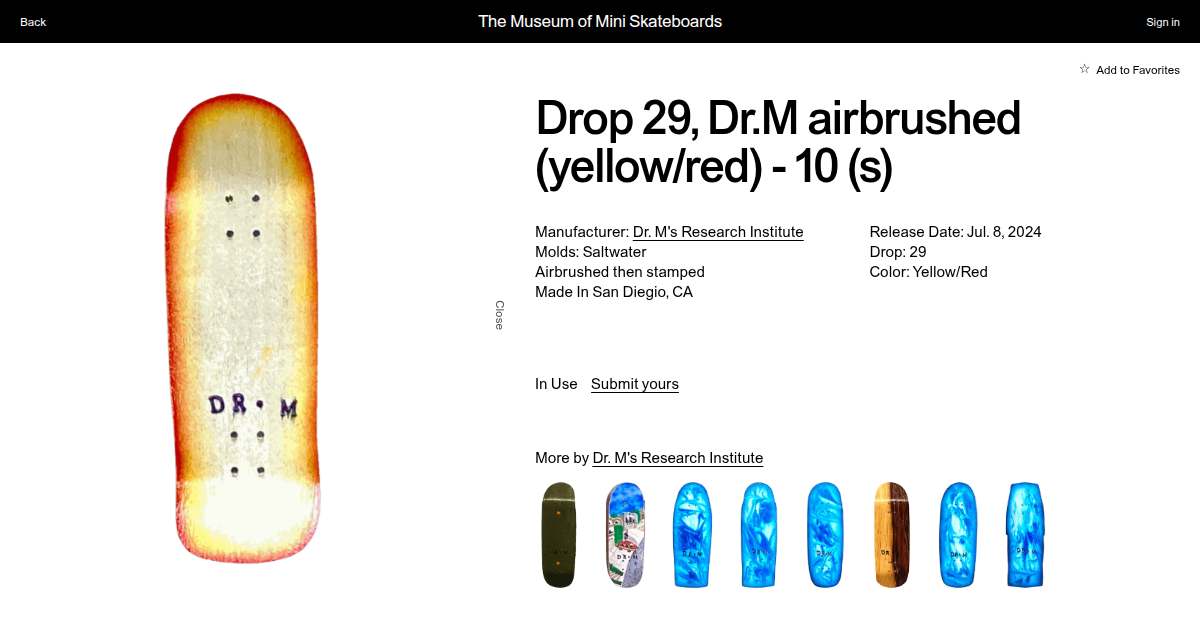 Back
The Museum of Mini Skateboards
Sign in
☆ Add to Favorites
Drop 29, Dr.M airbrushed
(yellow/red) - 10 (s)
Manufacturer: Dr. M's Research Institute
Molds: Saltwater
Airbrushed then stamped
Made In San Diegio, CA
Release Date: Jul. 8, 2024
Drop: 29
Color: Yellow/Red
Close
DR. M
In Use Submit yours
More by Dr. M's Research Institute